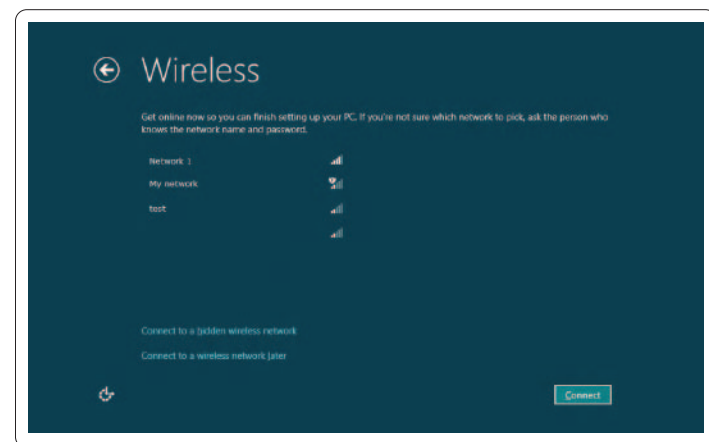 Wireless
Get online now so you can finish setting up your PC. If you're not sure which network to pick, ask the person who
knows the network name and password.
Network 1
My network
test
Connect to a hidden wireless network
Connect to a wireless network later
Connect